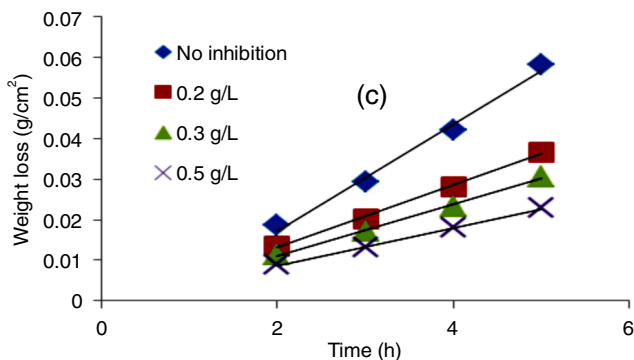 0.07
0.06
0.05
0.04
0.03
0.02
0.01
0
Weight loss (g/cm²)
No inhibition
0.2 g/L
0.3 g/L
0.5 g/L
(c)
0 2 4 6
Time (h)